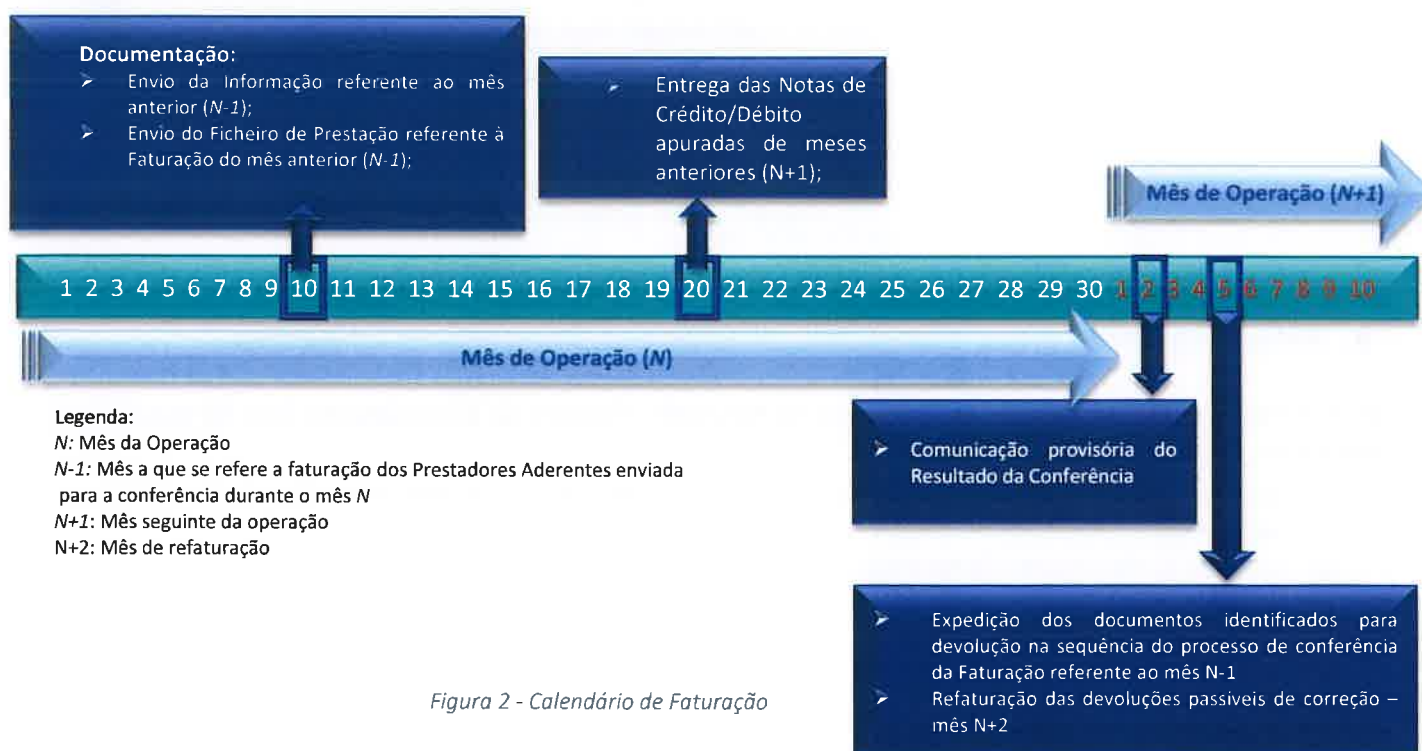 Documentação:
➢ Envio da Informação referente ao mês
anterior (N-1);
➢ Envio do Ficheiro de Prestação referente à
Faturação do mês anterior (N-1);
➢ Entrega das Notas de
Crédito/Débito
apuradas de meses
anteriores (N+1);
Mês de Operação (N+1)
1 2 3 4 5 6 7 8 9 10 11 12 13 14 15 16 17 18 19 20 21 22 23 24 25 26 27 28 29 30 1 2 3 4 5 6 7 8 9 10
Mês de Operação (N)
Legenda:
N: Mês da Operação
N-1: Mês a que se refere a faturação dos Prestadores Aderentes enviada
para a conferência durante o mês N
N+1: Mês seguinte da operação
N+2: Mês de refaturação
➢ Comunicação provisória do
Resultado da Conferência
➢ Expedição dos documentos identificados para
devolução na sequência do processo de conferência
da Faturação referente ao mês N-1
➢ Refaturação das devoluções passiveis de correção –
mês N+2
Figura 2 - Calendário de Faturação